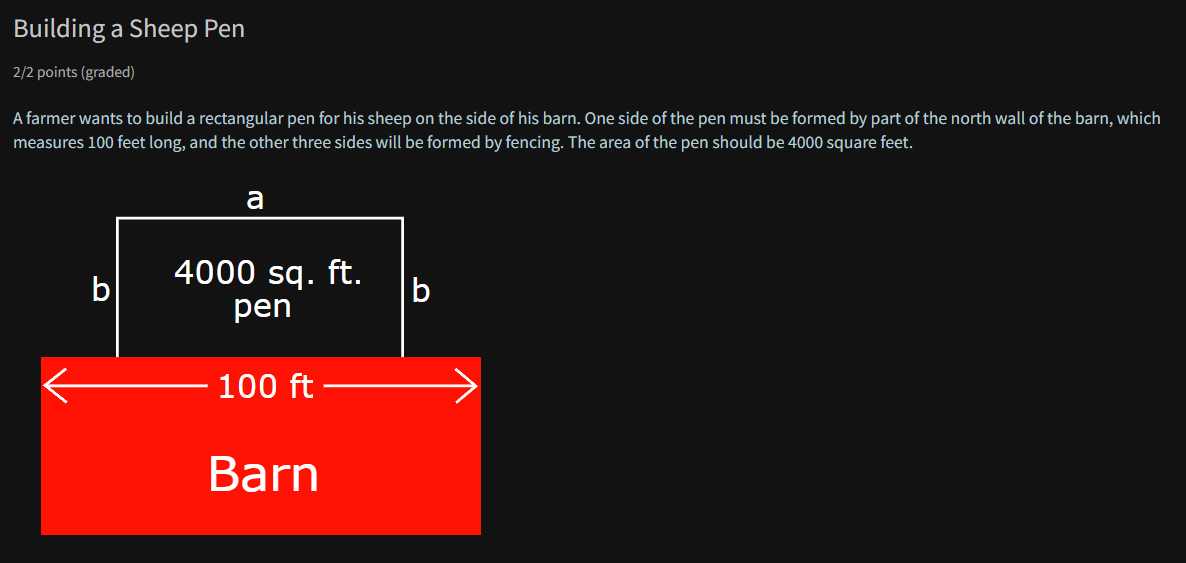 Building a Sheep Pen
2/2 points (graded)
A farmer wants to build a rectangular pen for his sheep on the side of his barn. One side of the pen must be formed by part of the north wall of the barn, which
measures 100 feet long, and the other three sides will be formed by fencing. The area of the pen should be 4000 square feet.
a
4000 sq. ft.
b
b
pen
100 ft
Barn